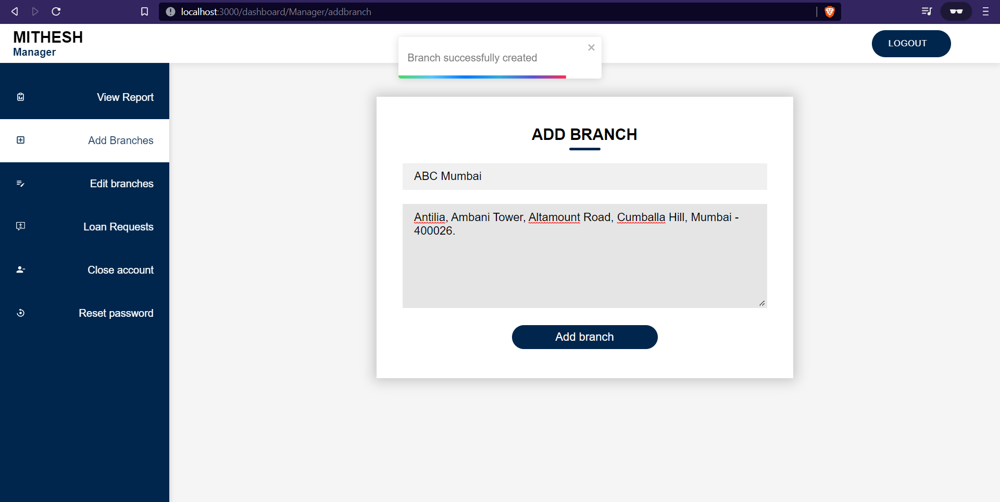 localhost:3000/dashboard/Manager/addbranch
MITHESH
Manager
Branch successfully created
LOGOUT
View Report
Add Branches
Edit branches
Loan Requests
Close account
Reset password
ADD BRANCH
ABC Mumbai
Antilia, Ambani Tower, Altamount Road, Cumballa Hill, Mumbai -
400026.
Add branch